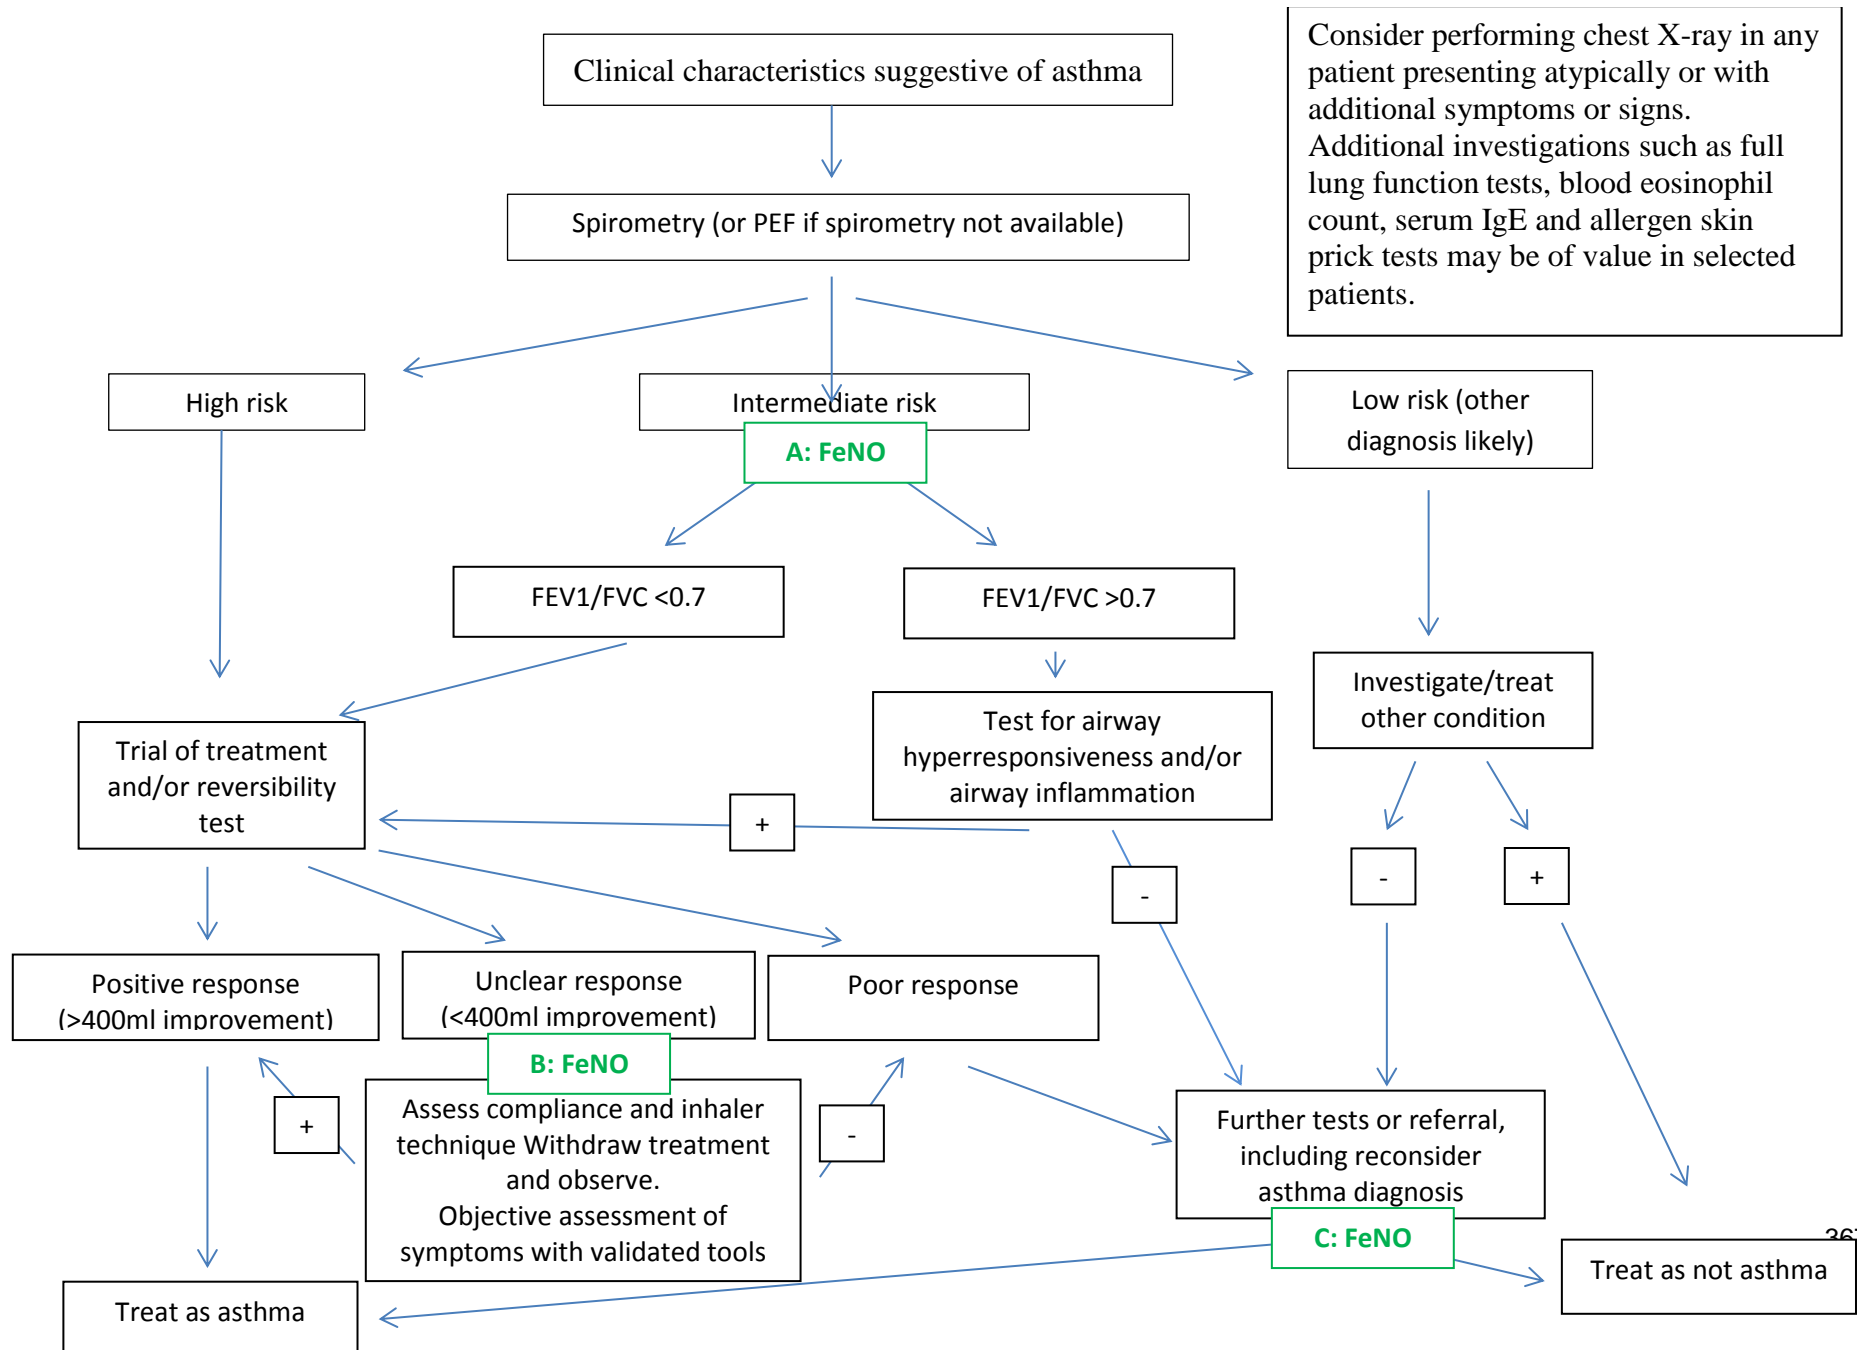 Clinical characteristics suggestive of asthma
Consider performing chest X-ray in any
patient presenting atypically or with
additional symptoms or signs.
Additional investigations such as full
lung function tests, blood eosinophil
count, serum IgE and allergen skin
prick tests may be of value in selected
patients.
Spirometry (or PEF if spirometry not available)
High risk
Intermediate risk
Low risk (other
diagnosis likely)
A: FeNO
FEV1/FVC <0.7
FEV1/FVC >0.7
Investigate/treat
other condition
Trial of treatment
and/or reversibility
test
Test for airway
hyperresponsiveness and/or
airway inflammation
+
-
-
+
Positive response
(>400ml improvement)
Unclear response
(<400ml improvement)
Poor response
B: FeNO
+
Assess compliance and inhaler
technique Withdraw treatment
and observe.
Objective assessment of
symptoms with validated tools
-
Further tests or referral,
including reconsider
asthma diagnosis
C: FeNO
Treat as asthma
Treat as not asthma